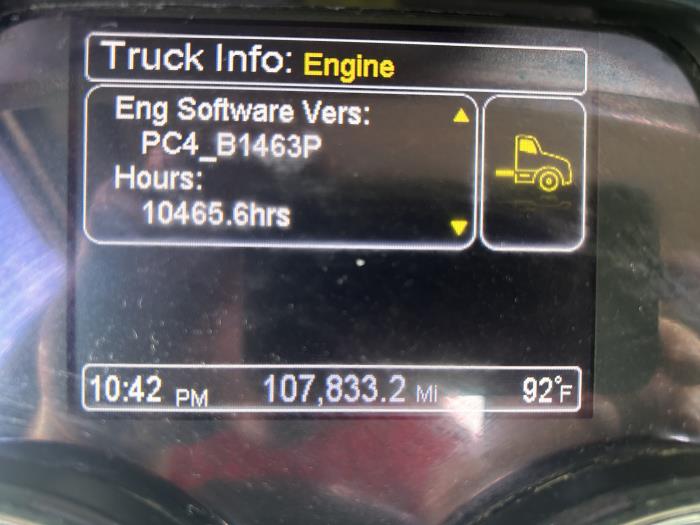 Truck Info: Engine
Eng Software Vers:
PC4_B1463P
Hours:
10465.6hrs
10:42 PM 107,833.2 Mi 92°F